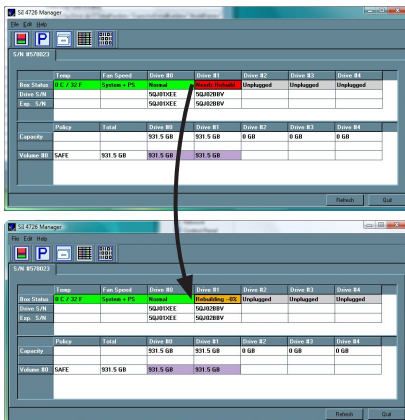 SiI 4726 Manager
File Edit Help
S/N #578023
Temp Fan Speed Drive #0 Drive #1 Drive #2 Drive #3 Drive #4
Box Status 0 C / 32 F System + PS Normal Needs Rebuild Unplugged Unplugged Unplugged
Drive S/N 5QJ01XEE 5QJ02BBV
Exp. S/N 5QJ01XEE 5QJ02BBV
Policy Total Drive #0 Drive #1 Drive #2 Drive #3 Drive #4
Capacity 931.5 GB 931.5 GB 0 GB 0 GB 0 GB
Volume #0 SAFE 931.5 GB 931.5 GB 931.5 GB
Refresh Quit
SiI 4726 Manager
File Edit Help
S/N #578023
Temp Fan Speed Drive #0 Drive #1 Drive #2 Drive #3 Drive #4
Box Status 0 C / 32 F System + PS Normal Rebuilding ~0% Unplugged Unplugged Unplugged
Drive S/N 5QJ01XEE 5QJ02BBV
Exp. S/N 5QJ01XEE 5QJ02BBV
Policy Total Drive #0 Drive #1 Drive #2 Drive #3 Drive #4
Capacity 931.5 GB 931.5 GB 0 GB 0 GB 0 GB
Volume #0 SAFE 931.5 GB 931.5 GB 931.5 GB
Refresh Quit